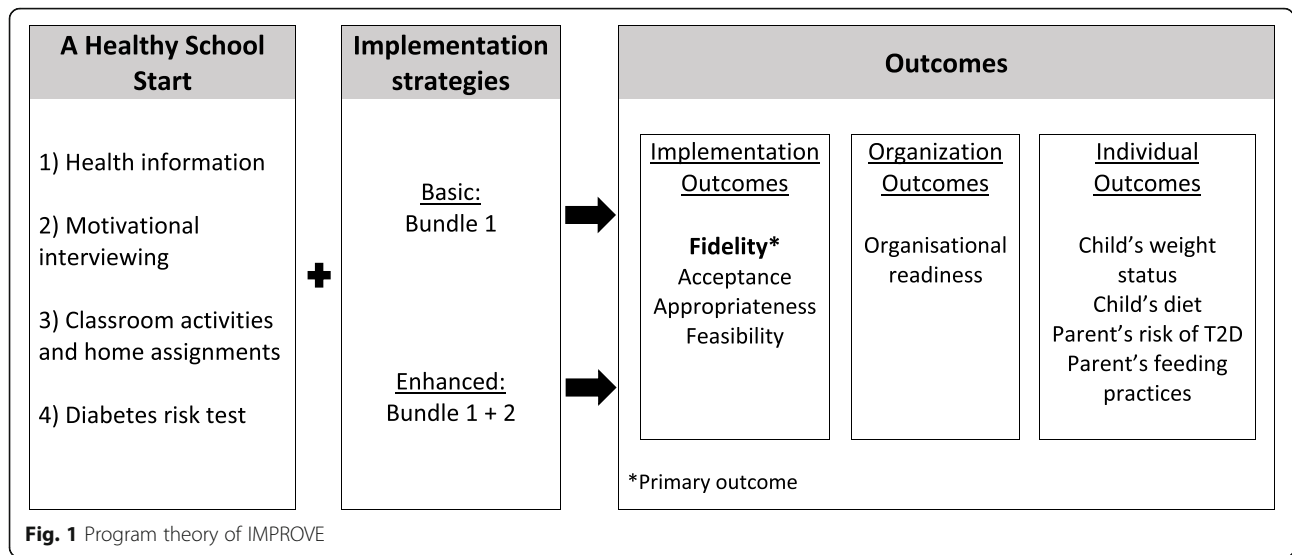 A Healthy School
Start
1) Health information
2) Motivational
interviewing
3) Classroom activities
and home assignments
4) Diabetes risk test
Implementation
strategies
Basic:
Bundle 1
Enhanced:
Bundle 1 + 2
Outcomes
Implementation
Outcomes
Fidelity*
Acceptance
Appropriateness
Feasibility
Organization
Outcomes
Organisational
readiness
Individual
Outcomes
Child's weight
status
Child's diet
Parent's risk of T2D
Parent's feeding
practices
*Primary outcome
Fig. 1 Program theory of IMPROVE